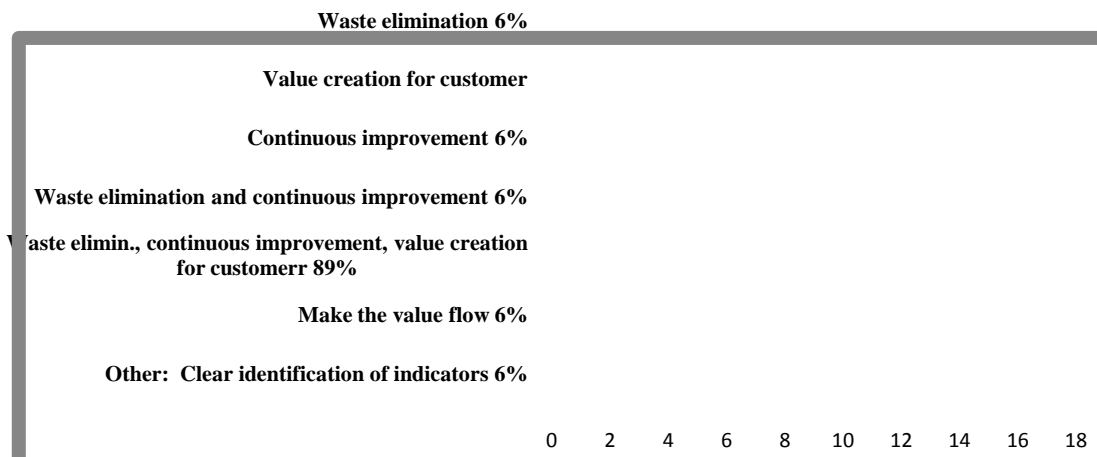 Waste elimination 6%
Value creation for customer
Continuous improvement 6%
Waste elimination and continuous improvement 6%
Waste elimin., continuous improvement, value creation
for customerr 89%
Make the value flow 6%
Other: Clear identification of indicators 6%
0 2 4 6 8 10 12 14 16 18